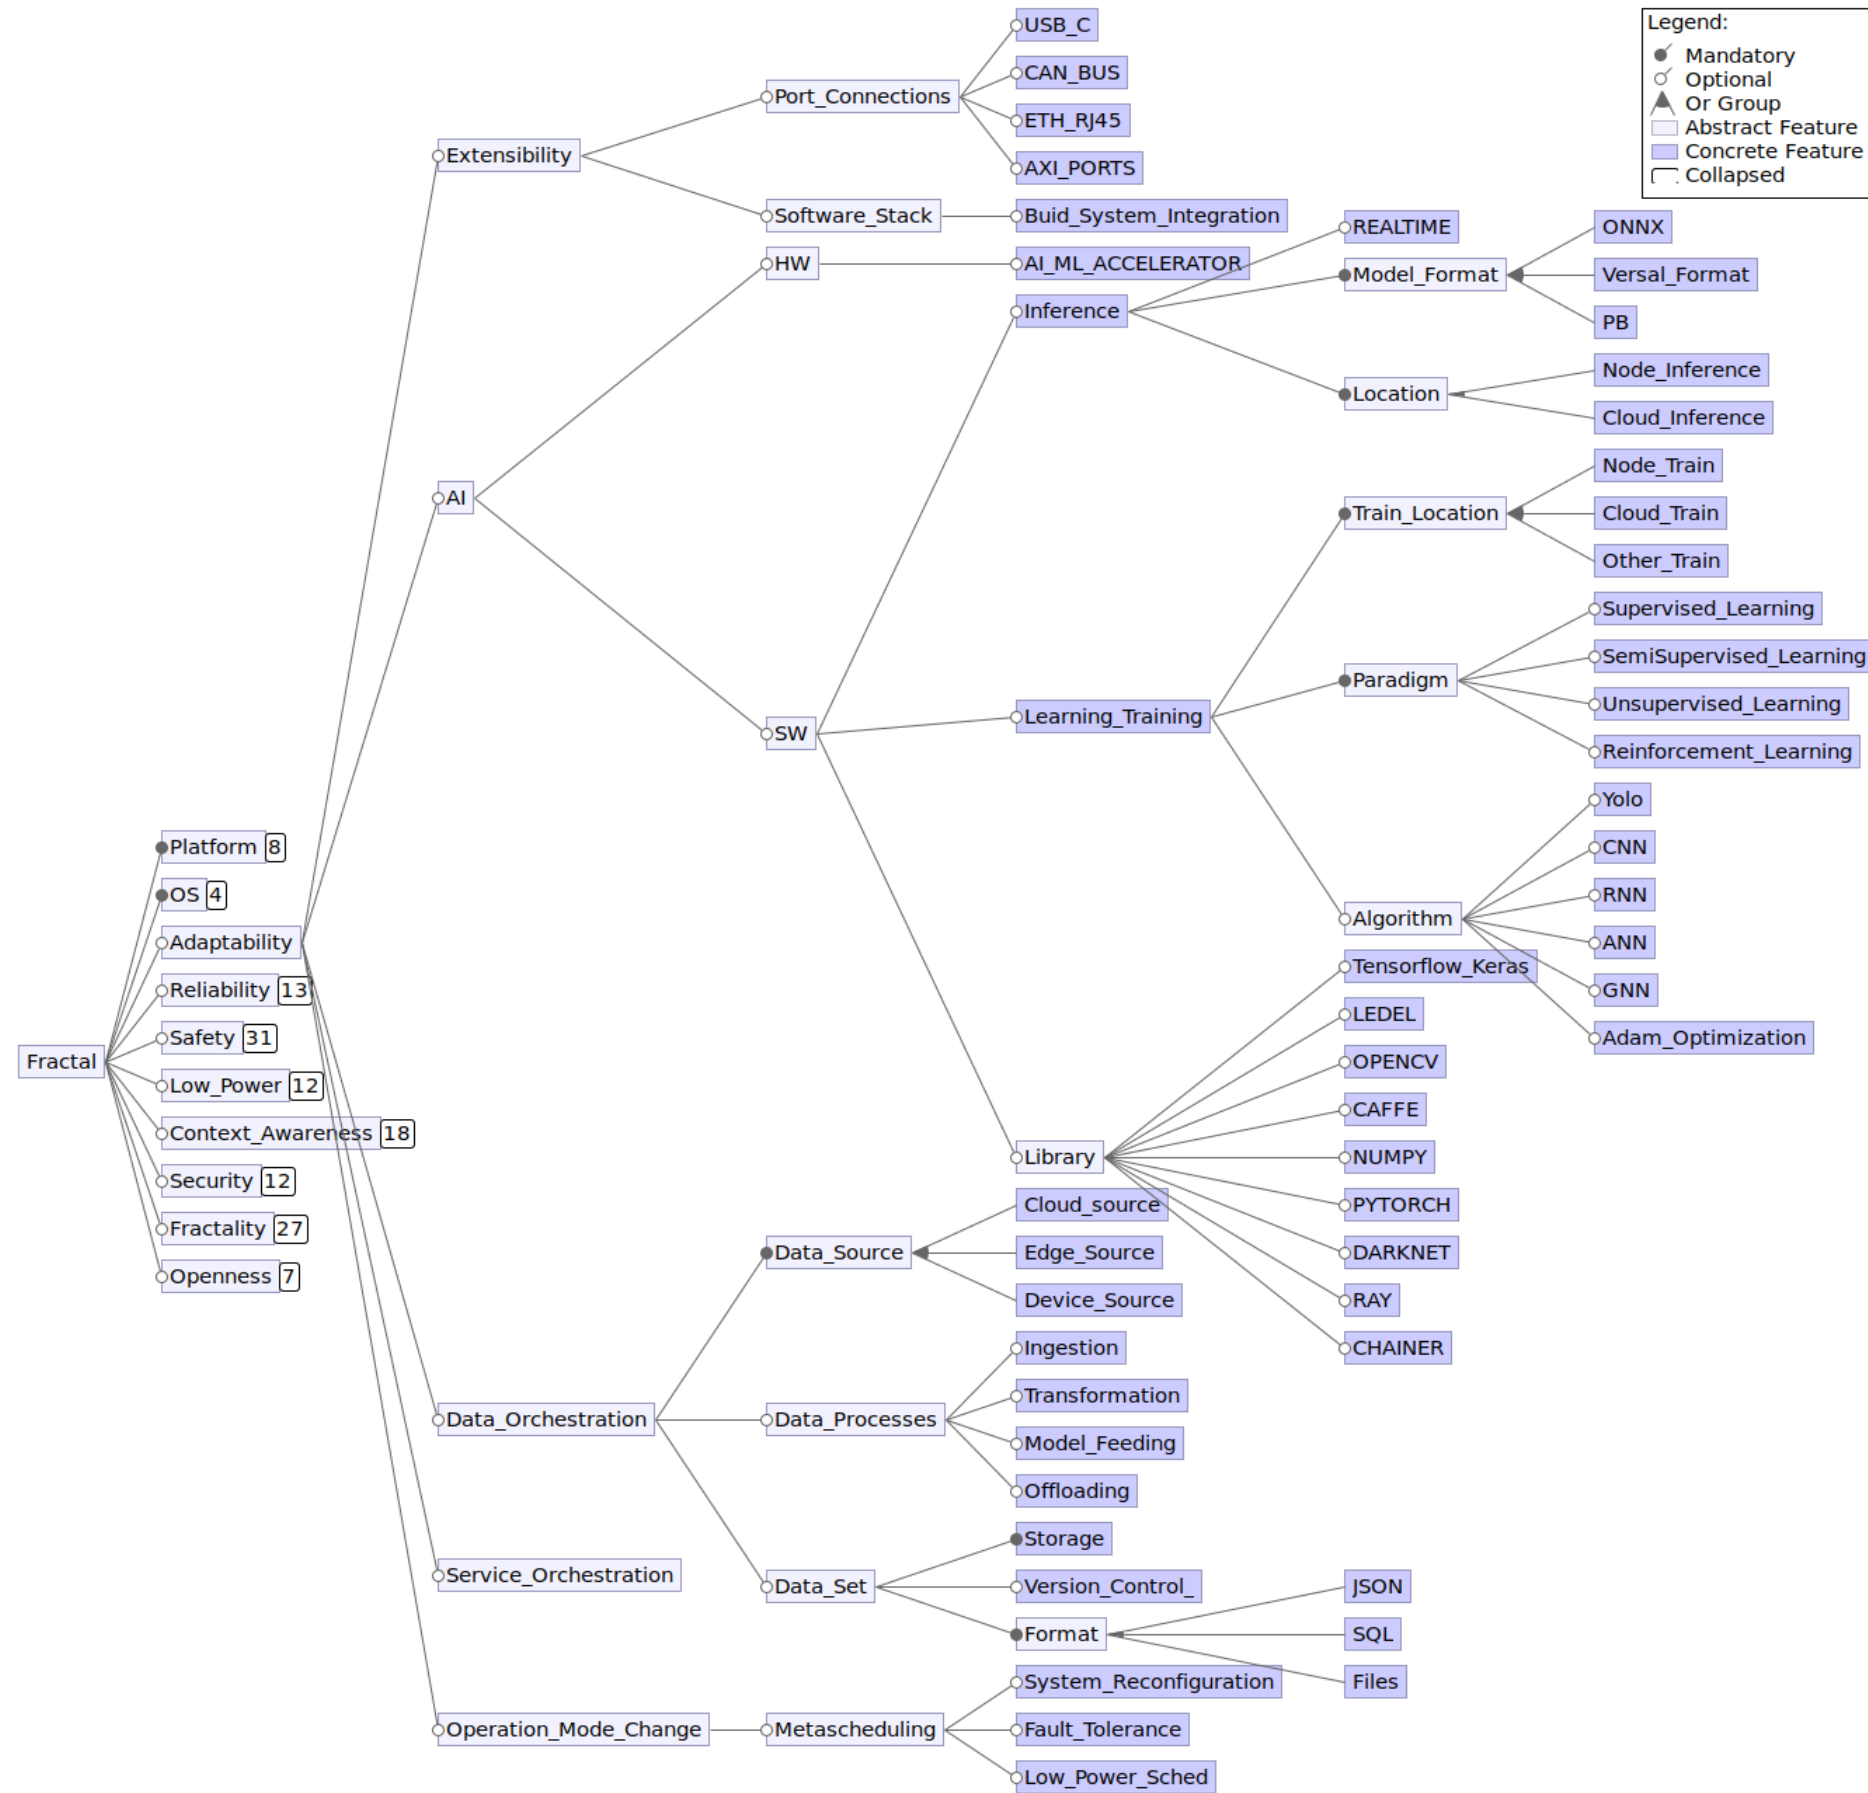 Legend:
Mandatory
Optional
Or Group
Abstract Feature
Concrete Feature
Collapsed
Fractal
Platform 8
OS 4
Adaptability
Reliability 13
Safety 31
Low_Power 12
Context_Awareness 18
Security 12
Fractality 27
Openness 7
Extensibility
Port_Connections
USB_C
CAN_BUS
ETH_RJ45
AXI_PORTS
Software_Stack
Buid_System_Integration
AI
HW
AI_ML_ACCELERATOR
SW
Inference
REALTIME
Model_Format
ONNX
Versal_Format
PB
Location
Node_Inference
Cloud_Inference
Learning_Training
Train_Location
Node_Train
Cloud_Train
Other_Train
Paradigm
Supervised_Learning
SemiSupervised_Learning
Unsupervised_Learning
Reinforcement_Learning
Algorithm
Yolo
CNN
RNN
ANN
GNN
Adam_Optimization
Library
Tensorflow_Keras
LEDEL
OPENCV
CAFFE
NUMPY
PYTORCH
DARKNET
RAY
CHAINER
Data_Orchestration
Data_Source
Cloud_source
Edge_Source
Device_Source
Data_Processes
Ingestion
Transformation
Model_Feeding
Offloading
Data_Set
Storage
Version_Control_
Format
JSON
SQL
Files
Service_Orchestration
Operation_Mode_Change
Metascheduling
System_Reconfiguration
Fault_Tolerance
Low_Power_Sched